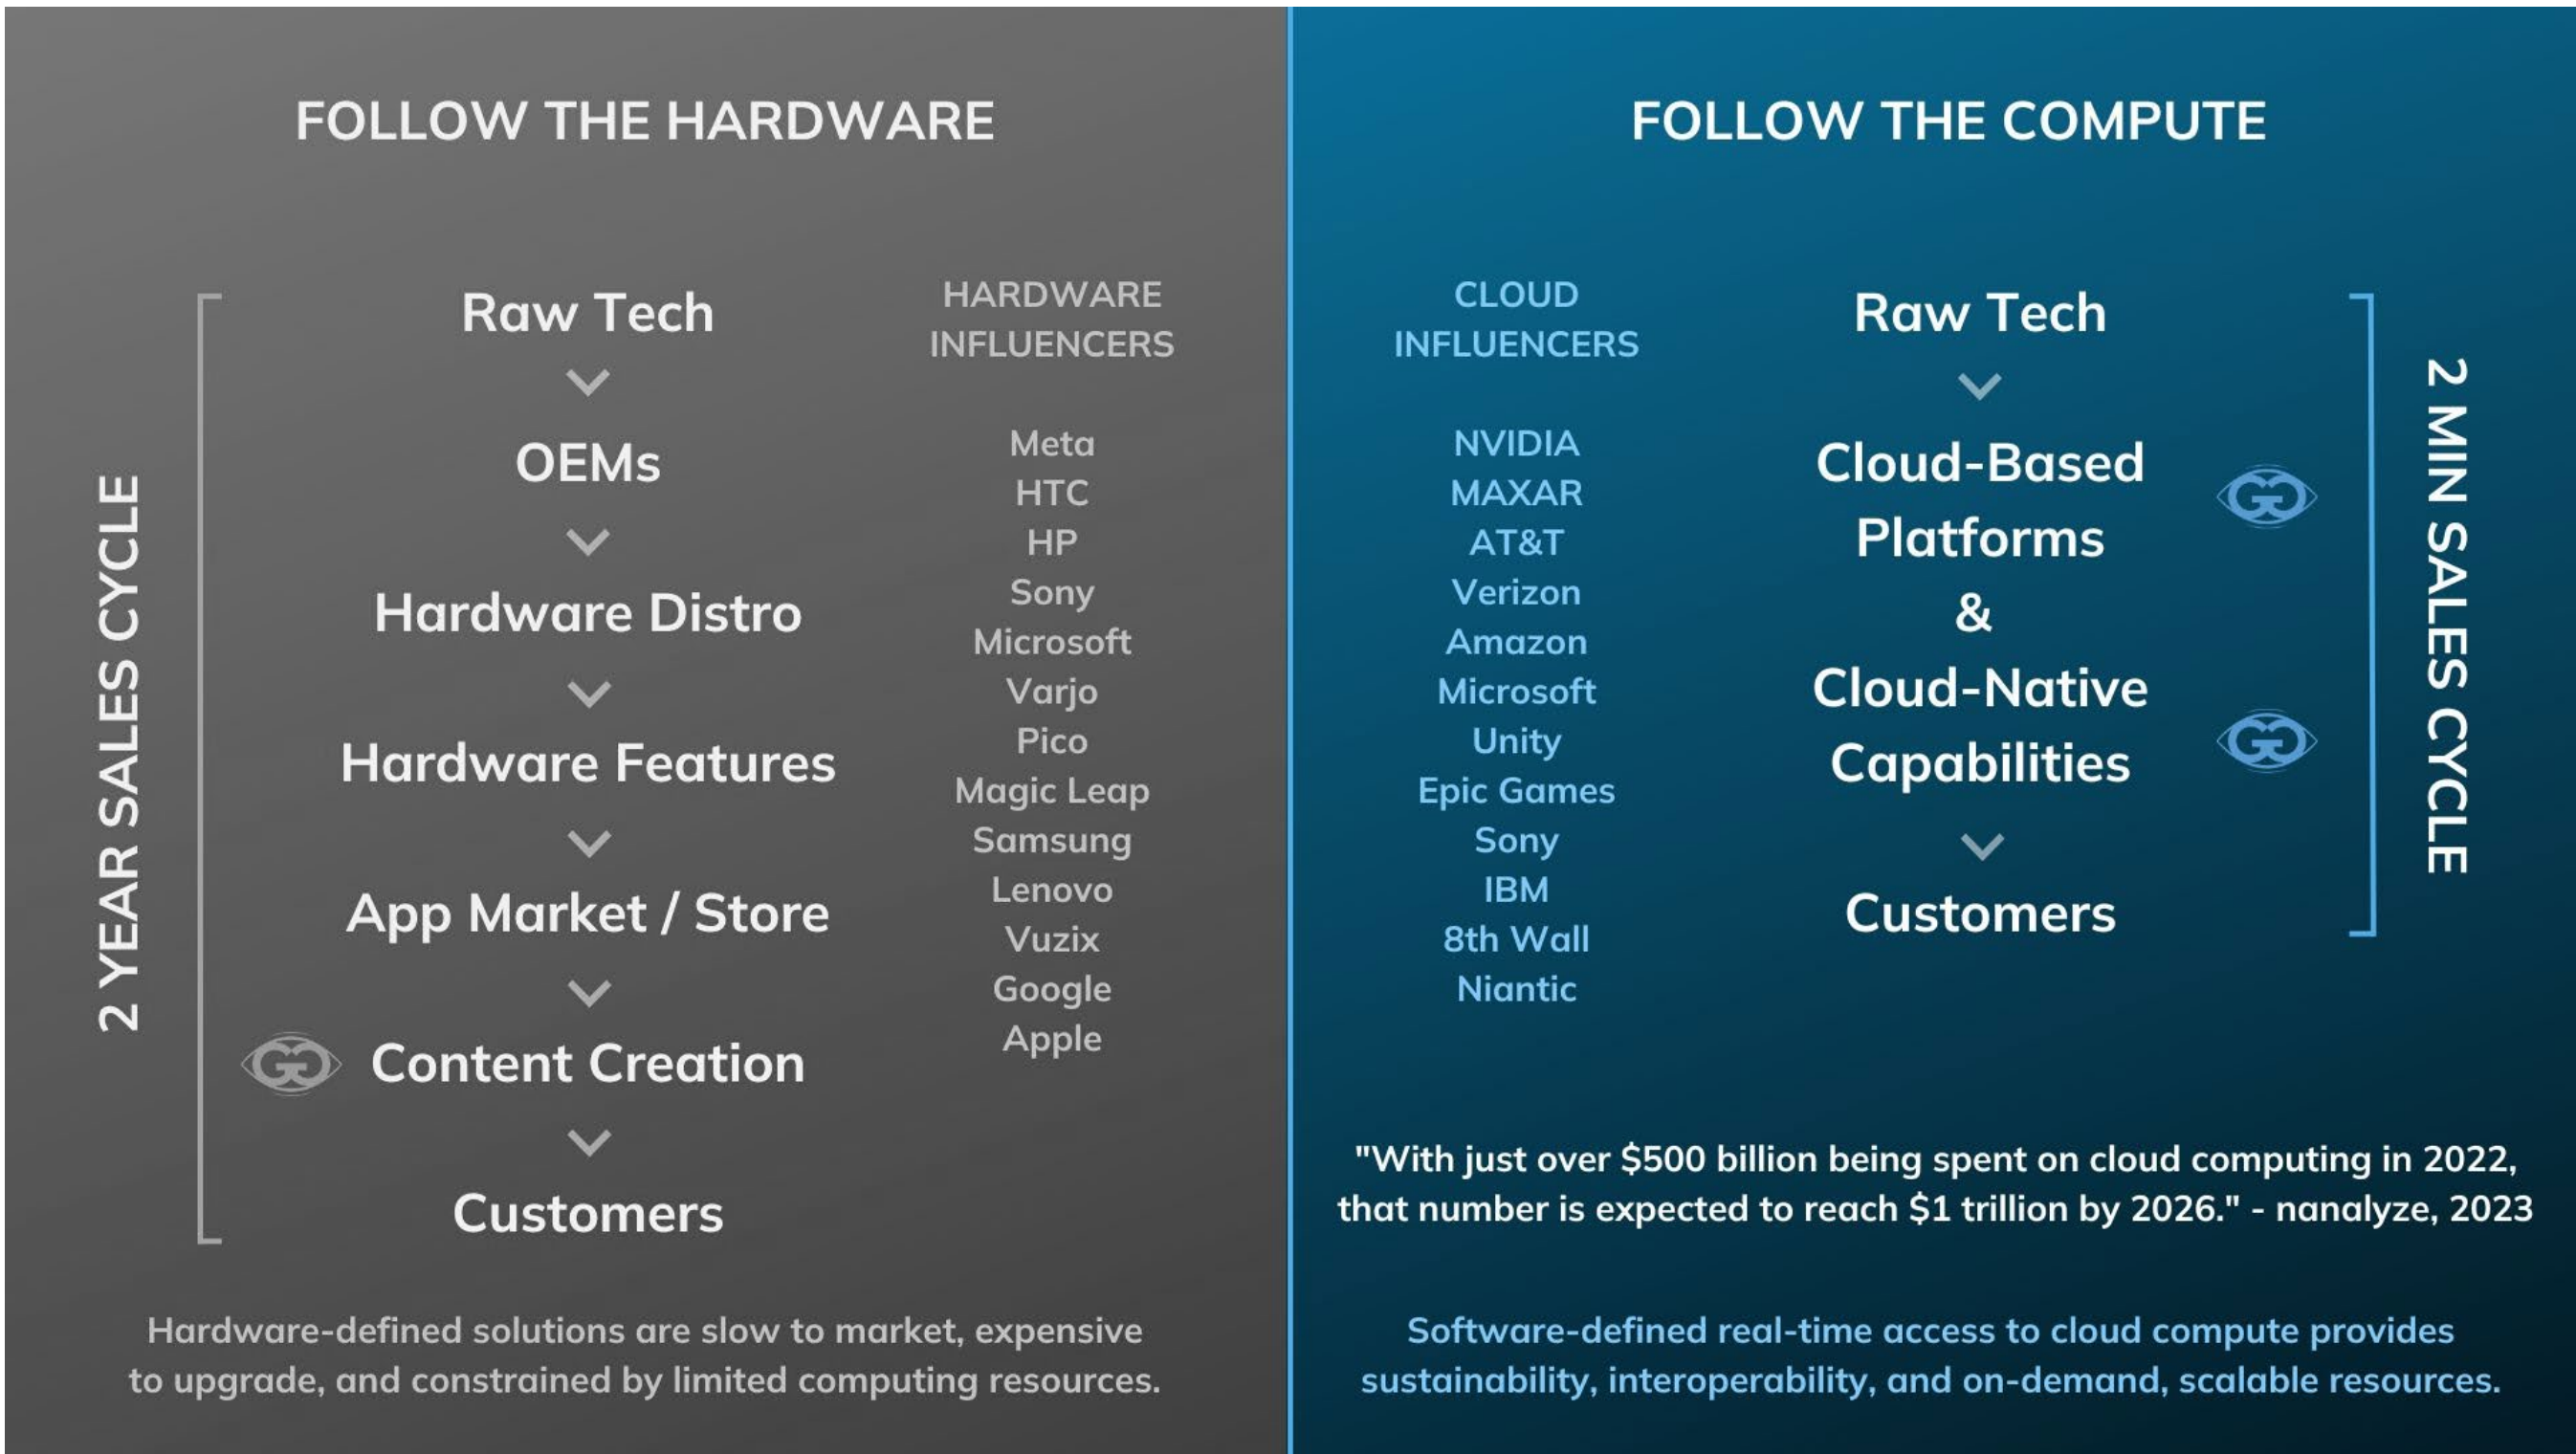 FOLLOW THE HARDWARE
2 YEAR SALES CYCLE
Raw Tech
OEMs
Hardware Distro
Hardware Features
App Market / Store
Content Creation
Customers
HARDWARE
INFLUENCERS
Meta
HTC
HP
Sony
Microsoft
Varjo
Pico
Magic Leap
Samsung
Lenovo
Vuzix
Google
Apple
Hardware-defined solutions are slow to market, expensive
to upgrade, and constrained by limited computing resources.
FOLLOW THE COMPUTE
CLOUD
INFLUENCERS
NVIDIA
MAXAR
AT&T
Verizon
Amazon
Microsoft
Unity
Epic Games
Sony
IBM
8th Wall
Niantic
Raw Tech
Cloud-Based
Platforms
&
Cloud-Native
Capabilities
Customers
2 MIN SALES CYCLE
"With just over $500 billion being spent on cloud computing in 2022,
that number is expected to reach $1 trillion by 2026." - nanalyze, 2023
Software-defined real-time access to cloud compute provides
sustainability, interoperability, and on-demand, scalable resources.